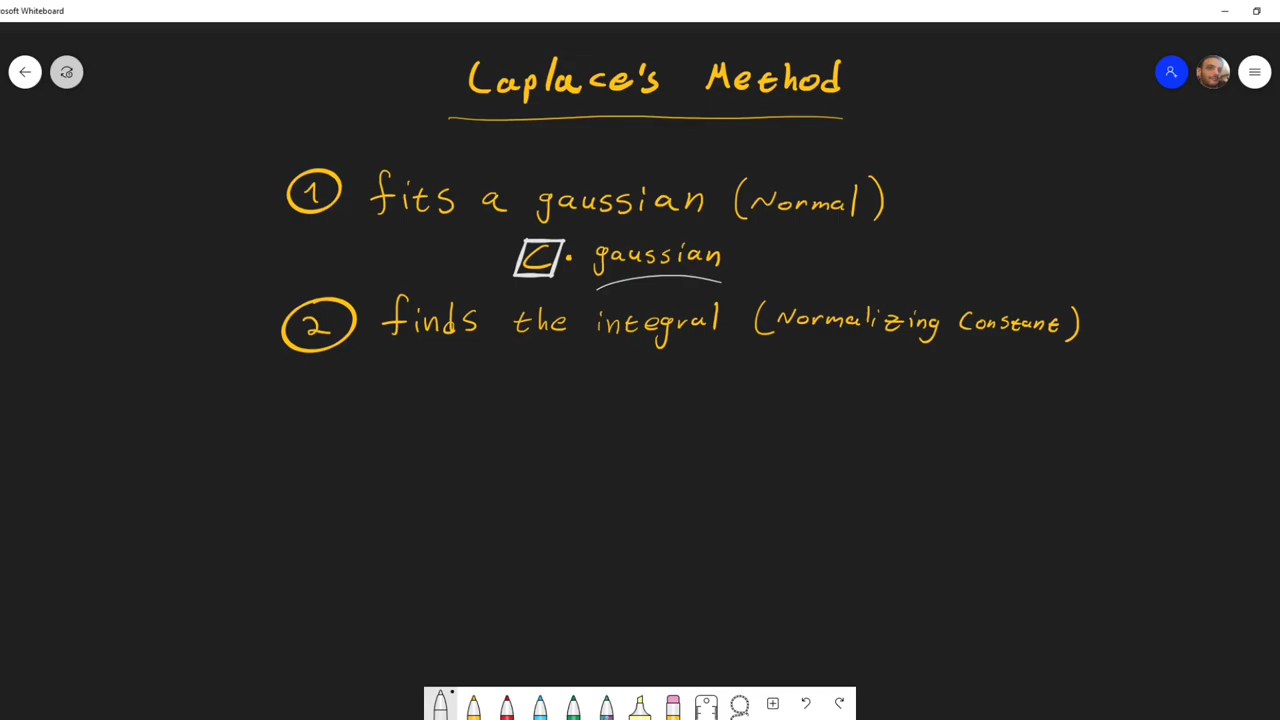 osoft Whiteboard
Laplace's Method
1 fits a gaussian (Normal)
C · gaussian
2 finds the integral (Normalizing Constant)